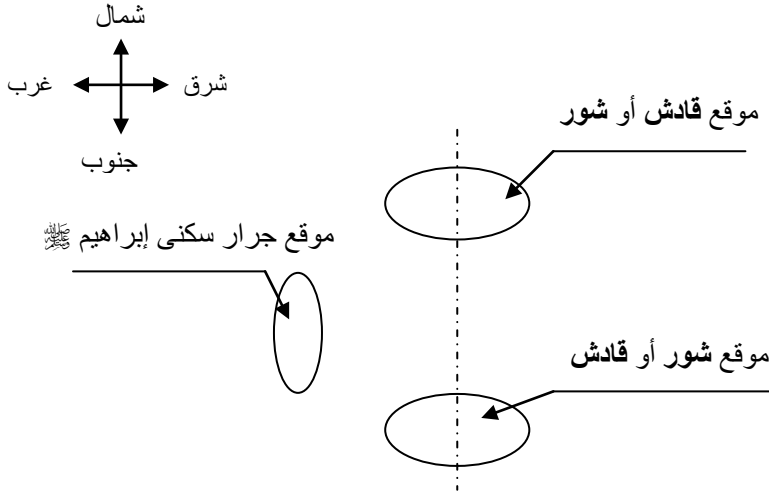 شمال
غرب
شرق
جنوب
موقع قادش أو شور
موقع جرار سكنى إبراهيم ﷺ
موقع شور أو قادش